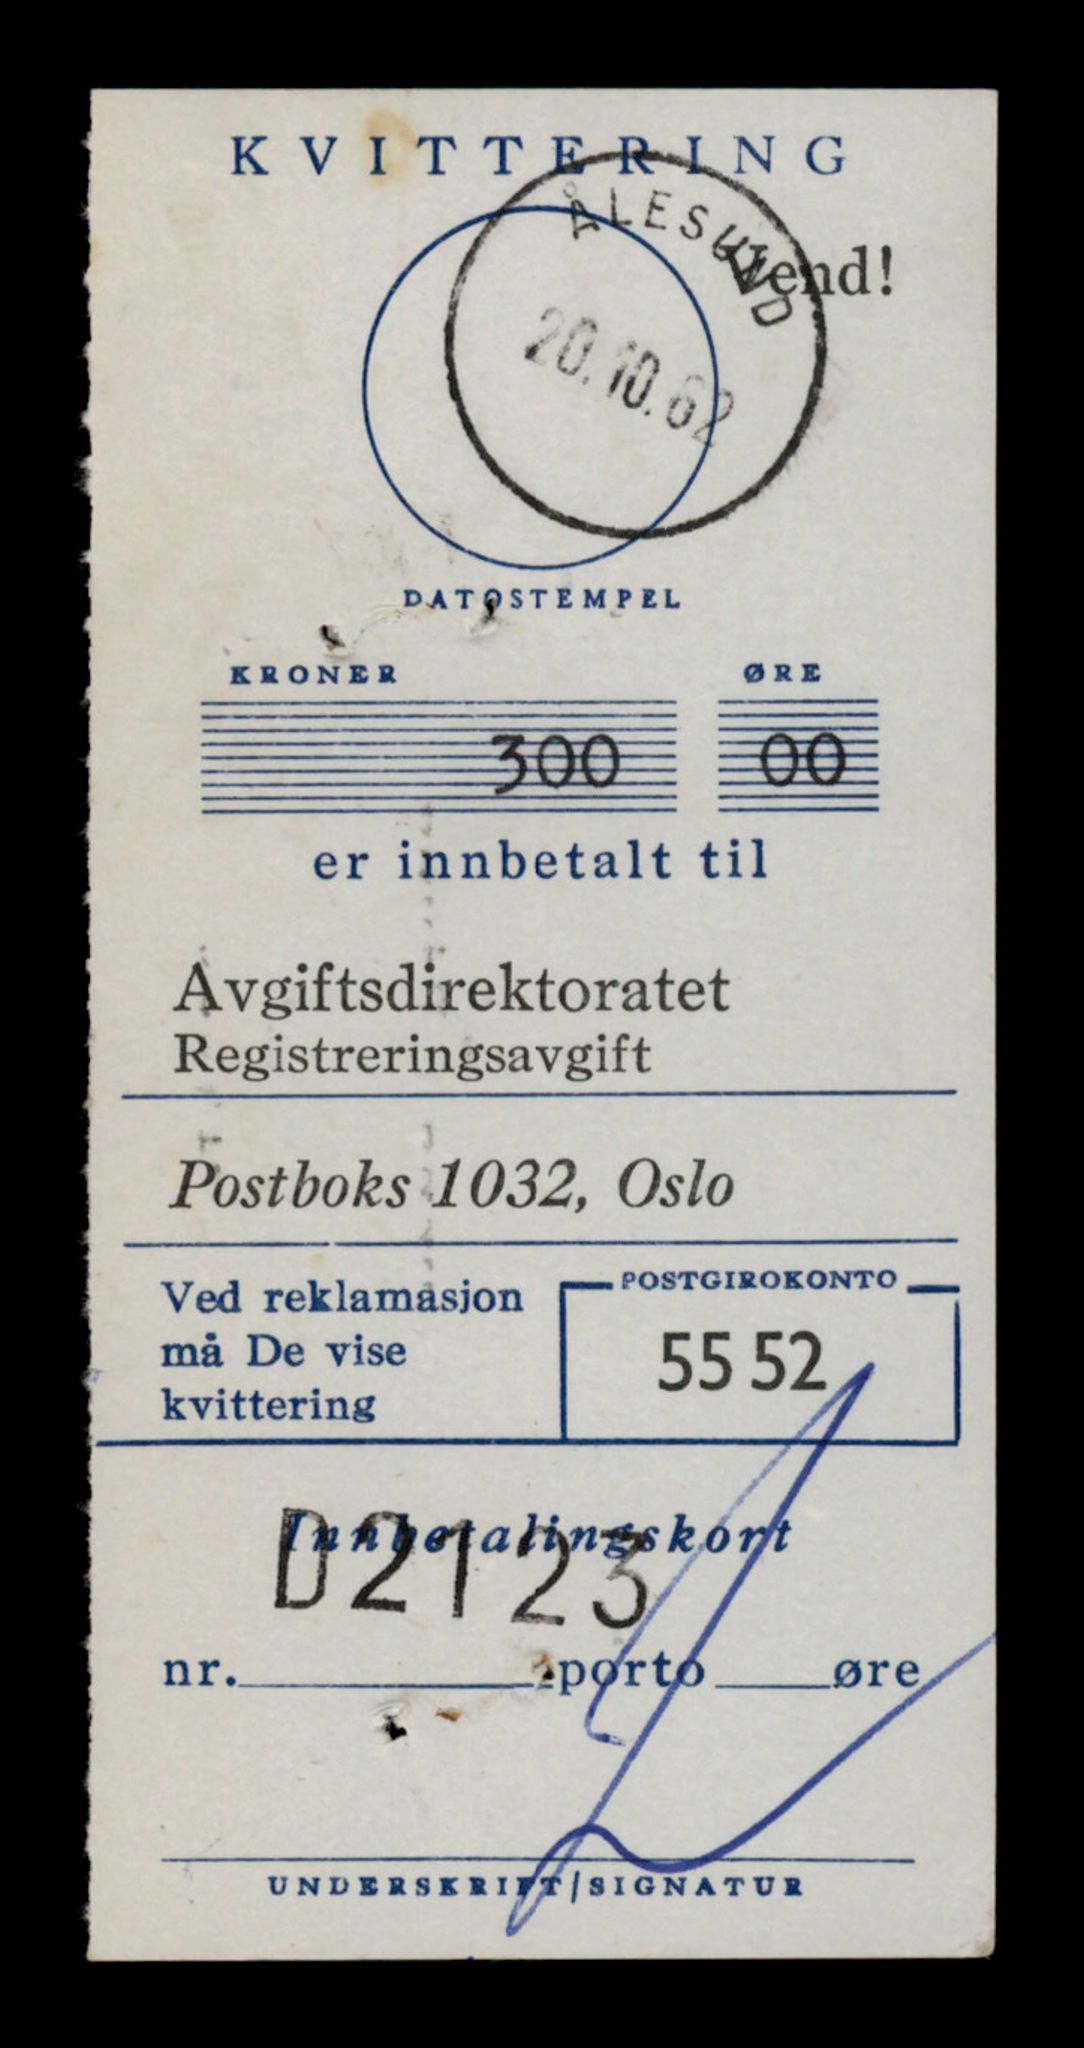 KVITTERING
ÅLESUND
Vend!
20.10.62
DATOSTEMPEL
KRONER ØRE
300 00
er innbetalt til
Avgiftsdirektoratet
Registreringsavgift
Postboks 1032, Oslo
Ved reklamasjon
må De vise
kvittering
POSTGIROKONTO
55 52
Innbetalingskort
D2123
nr. porto øre
UNDERSKRIFT/SIGNATUR